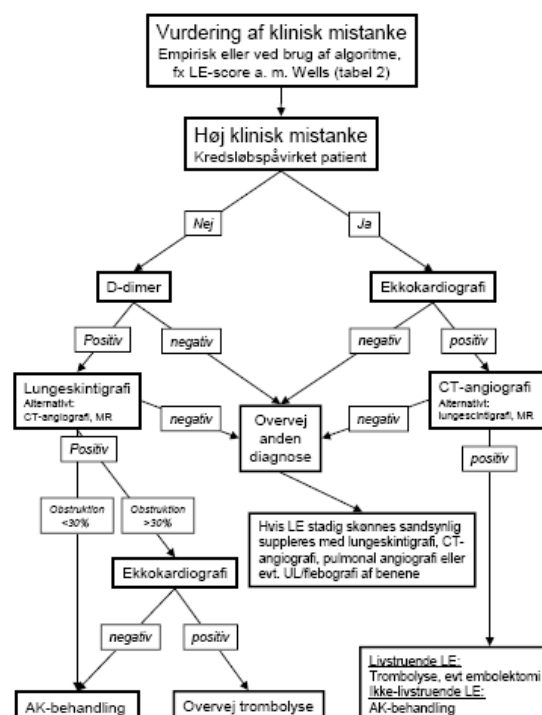 Vurdering af klinisk mistanke
Empirisk eller ved brug af algoritme,
fx LE-score a. m. Wells (tabel 2)
Høj klinisk mistanke
Kredsløbspåvirket patient
Nej
Ja
D-dimer
Ekkokardiografi
Positiv
negativ
negativ
positiv
Lungeskintigrafi
Alternativt:
CT-angiografi, MR
negativ
Overvej
anden
diagnose
negativ
CT-angiografi
Alternativt:
lungescintigrafi, MR
Positiv
positiv
Obstruktion
<30%
Obstruktion
>30%
Hvis LE stadig skønnes sandsynlig
suppleres med lungeskintigrafi, CT-
angiografi, pulmonal angiografi eller
evt. UL/flebografi af benene
Ekkokardiografi
negativ
positiv
Livstruende LE:
Trombolyse, evt embolektomi
Ikke-livstruende LE:
AK-behandling
AK-behandling
Overvej trombolyse